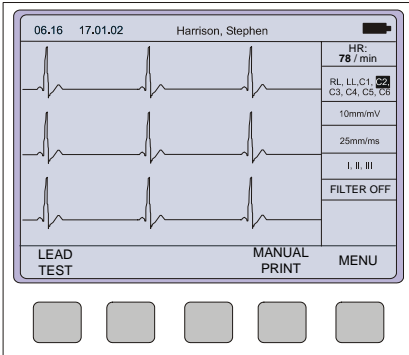 06.16 17.01.02 Harrison, Stephen
HR:
78 / min
RL, LL,C1, C2,
C3, C4, C5, C6
10mm/mV
25mm/ms
I, II, III
FILTER OFF
LEAD
TEST
MANUAL
PRINT
MENU